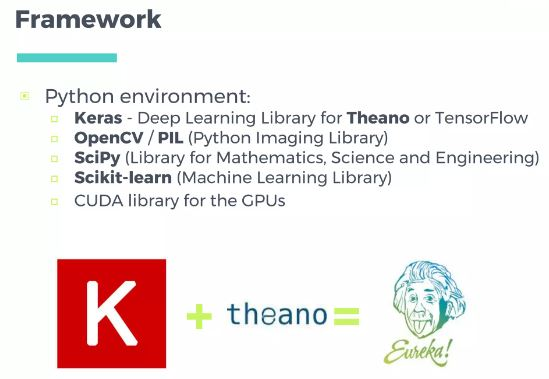 Framework
Python environment:
Keras - Deep Learning Library for Theano or TensorFlow
OpenCV / PIL (Python Imaging Library)
SciPy (Library for Mathematics, Science and Engineering)
Scikit-learn (Machine Learning Library)
CUDA library for the GPUs
K + theano =
Eureka!